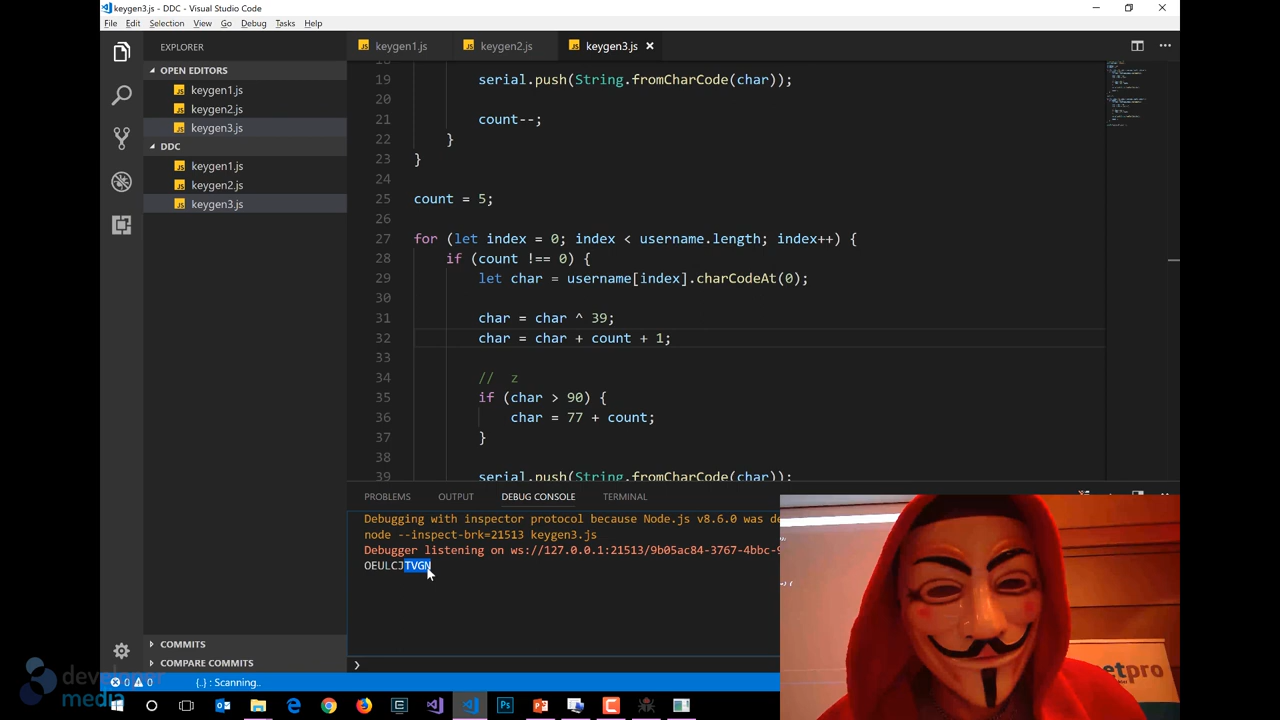 keygen3.js - DDC - Visual Studio Code
File Edit Selection View Go Debug Tasks Help
EXPLORER
OPEN EDITORS
keygen1.js
keygen2.js
keygen3.js
DDC
keygen1.js
keygen2.js
keygen3.js
COMMITS
COMPARE COMMITS
keygen1.js keygen2.js keygen3.js
19 serial.push(String.fromCharCode(char));
20
21 count--;
22 }
23 }
24
25 count = 5;
26
27 for (let index = 0; index < username.length; index++) {
28 if (count !== 0) {
29 let char = username[index].charCodeAt(0);
30
31 char = char ^ 39;
32 char = char + count + 1;
33
34 // z
35 if (char > 90) {
36 char = 77 + count;
37 }
38
39 serial.push(String.fromCharCode(char));
PROBLEMS OUTPUT DEBUG CONSOLE TERMINAL
Debugging with inspector protocol because Node.js v8.6.0 was de
node --inspect-brk=21513 keygen3.js
Debugger listening on ws://127.0.0.1:21513/9b05ac84-3767-4bbc-9
OEULCJTVGN
etpro
developer
media
0 0 {..} : Scanning..